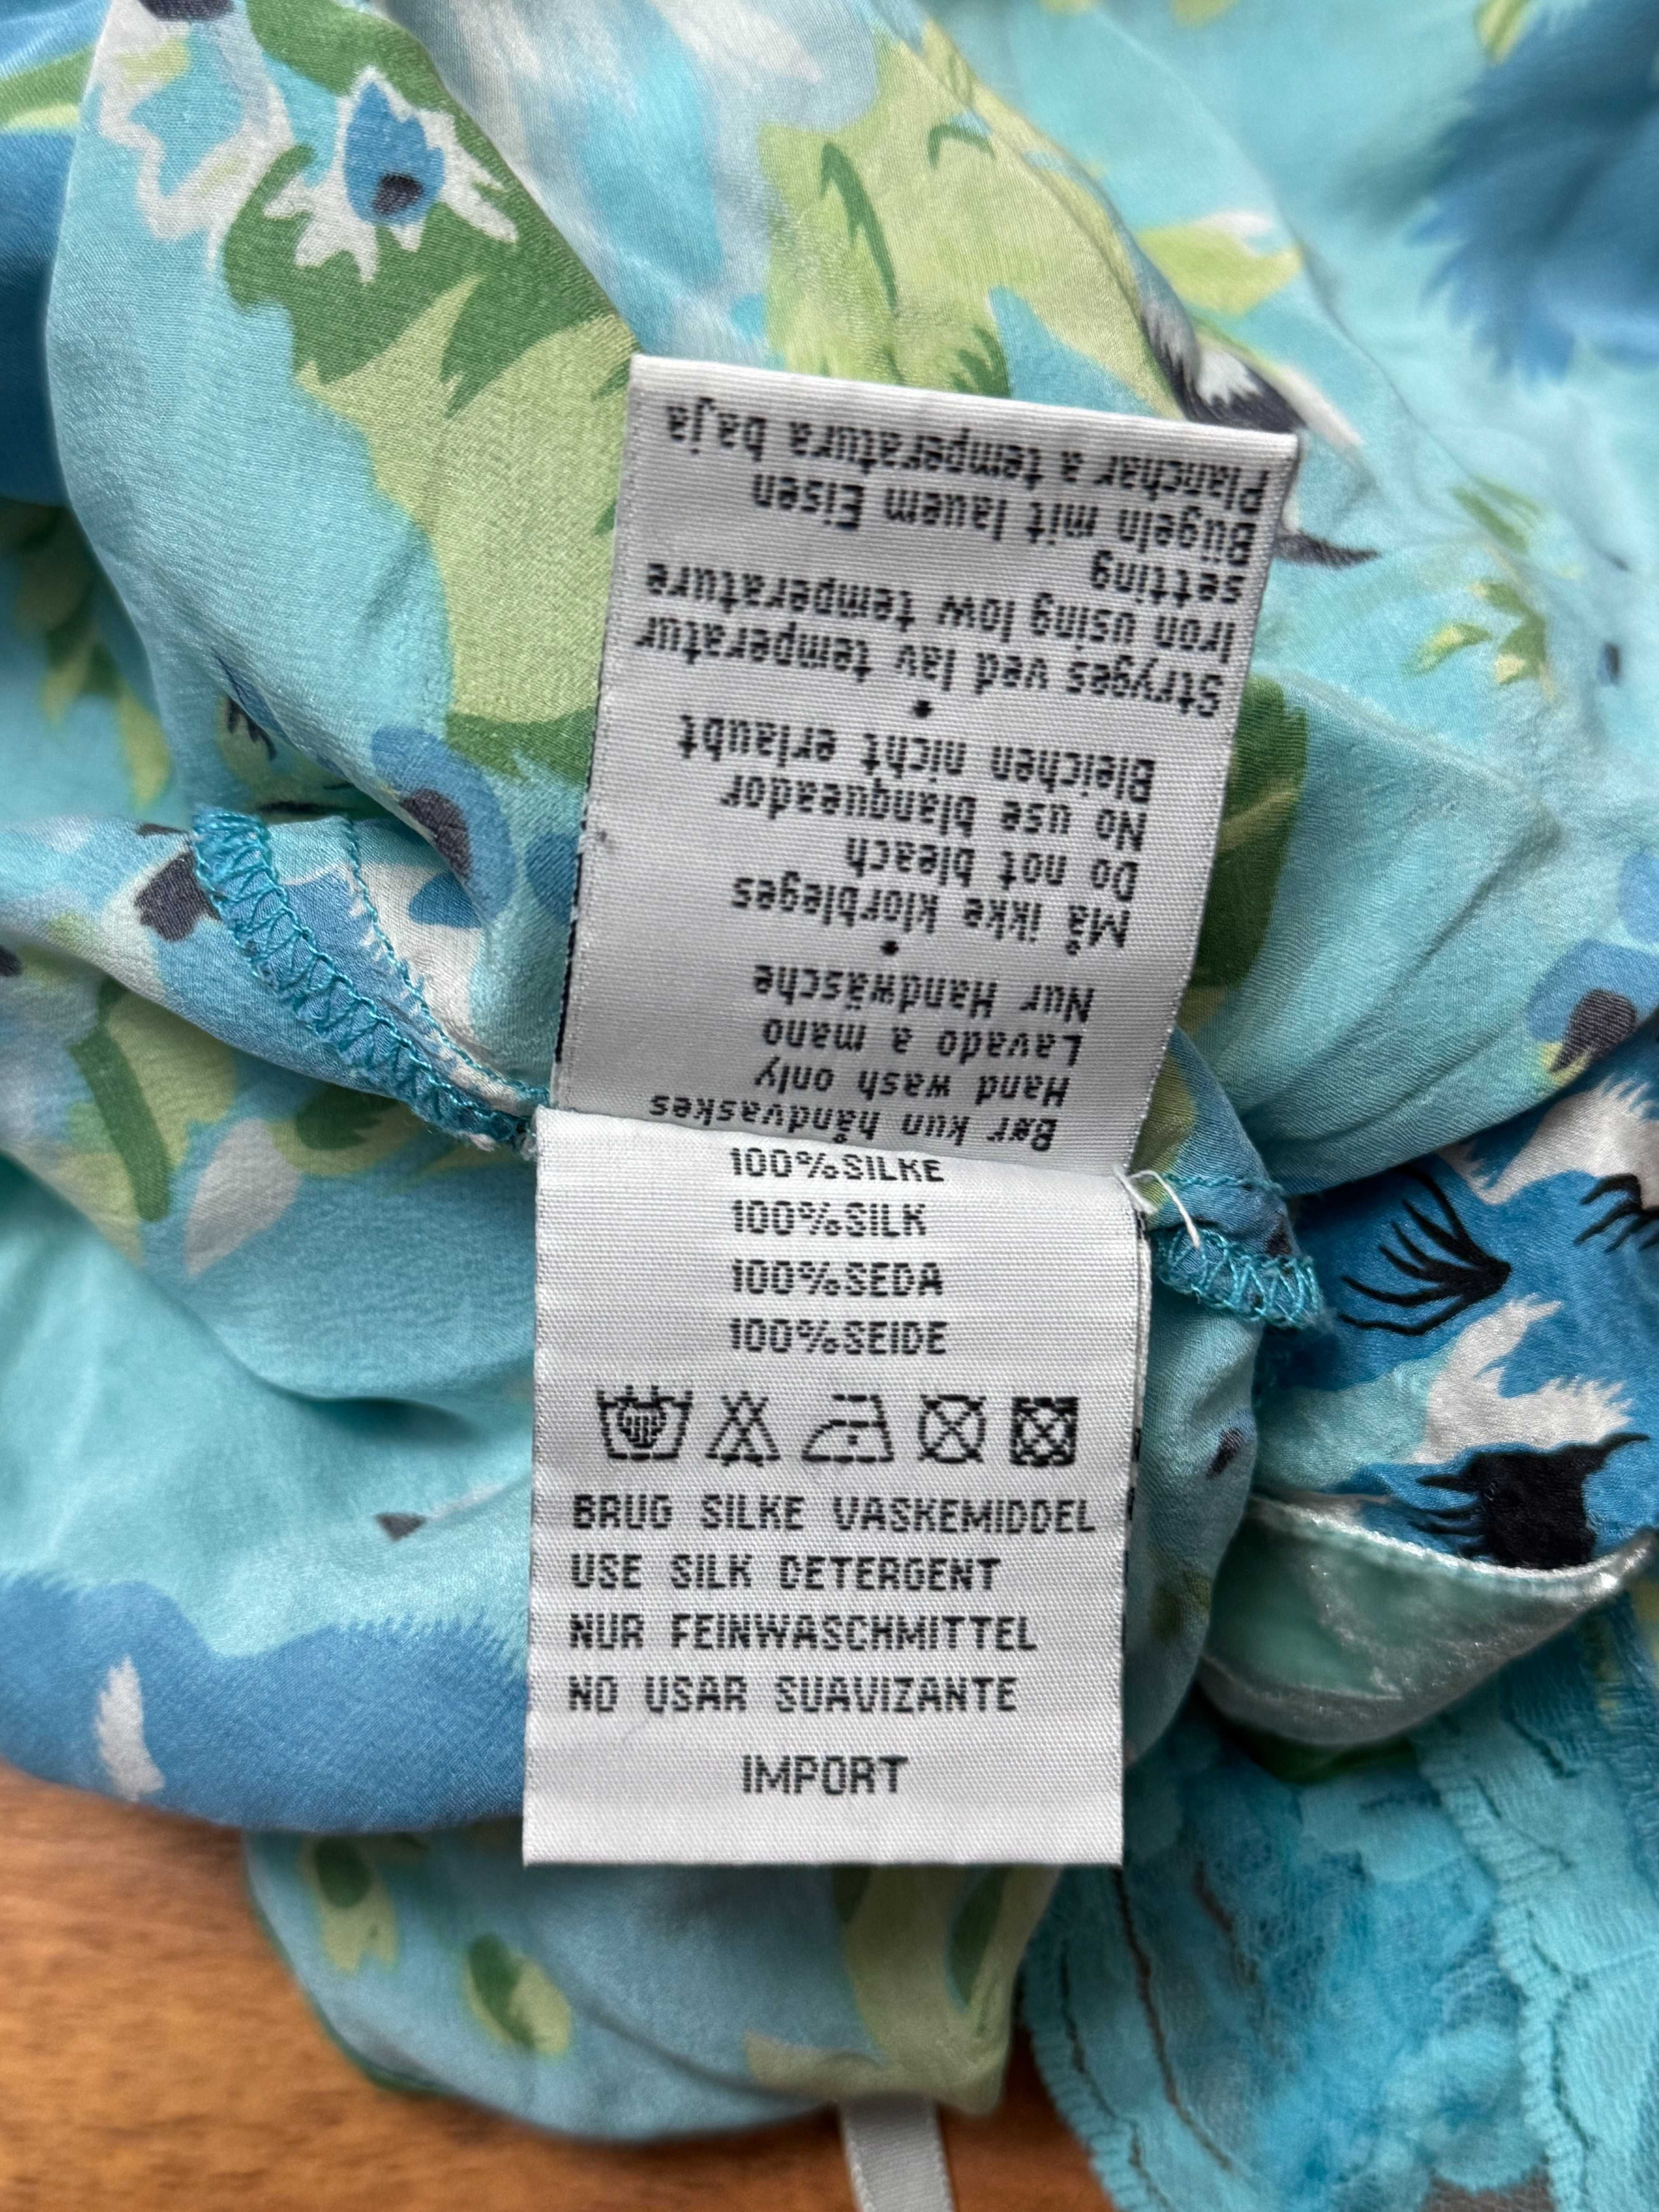 Bør kun håndvaskes
Hand wash only
Lavado a mano
Nur Handwäsche
•
Må ikke klorbleges
Do not bleach
No use blanqueador
Bleichen nicht erlaubt
•
Stryges ved lav temperatur
Iron using low temperature
setting
Bügeln mit lauem Eisen
Planchar a temperatura baja
100%SILKE
100%SILK
100%SEDA
100%SEIDE
BRUG SILKE VASKEMIDDEL
USE SILK DETERGENT
NUR FEINWASCHMITTEL
NO USAR SUAVIZANTE
IMPORT